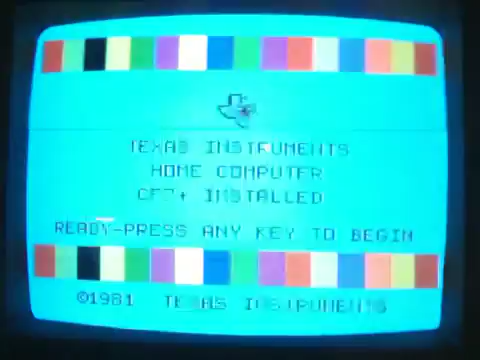 TEXAS INSTRUMENTS
HOME COMPUTER
CF7+ INSTALLED
READY-PRESS ANY KEY TO BEGIN
©1981 TEXAS INSTRUMENTS